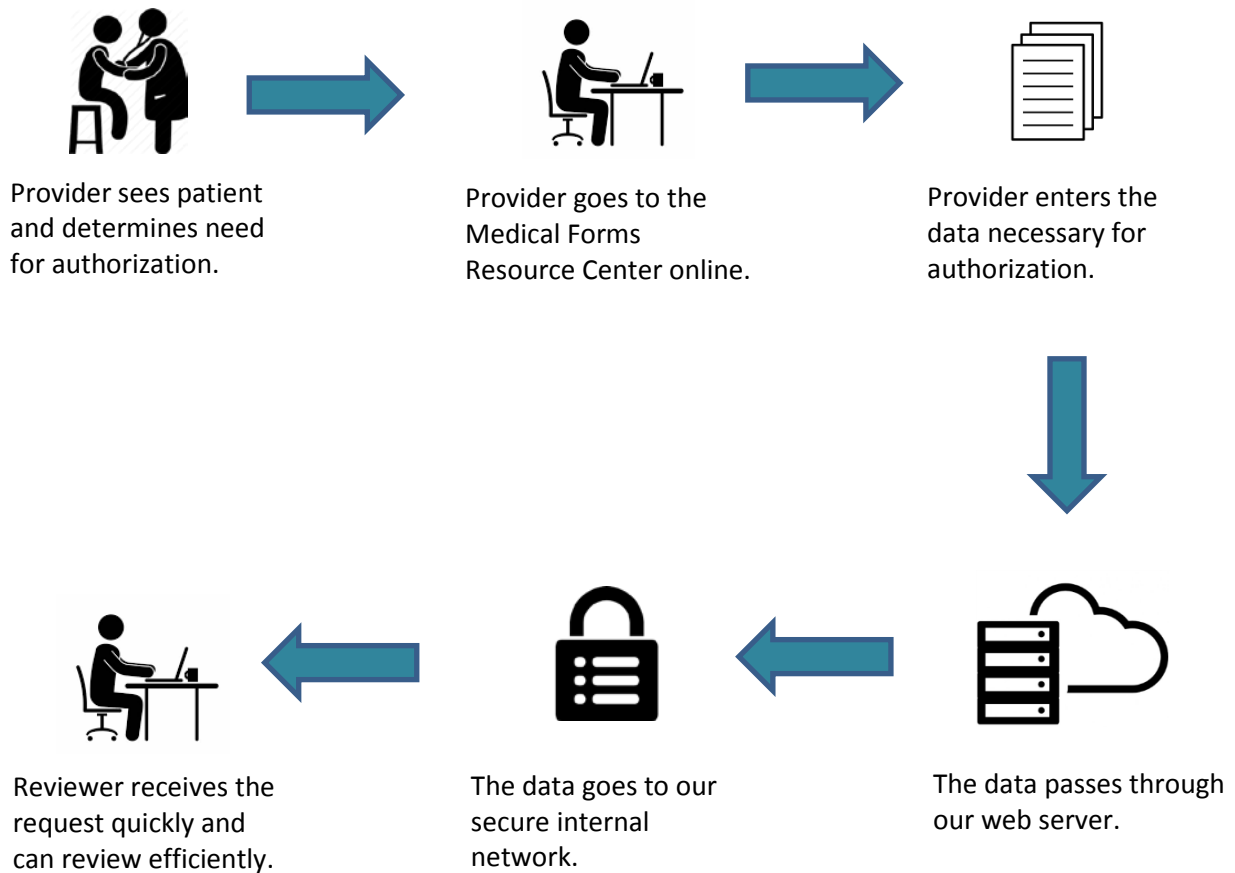 Provider sees patient
and determines need
for authorization.
Provider goes to the
Medical Forms
Resource Center online.
Provider enters the
data necessary for
authorization.
The data passes through
our web server.
The data goes to our
secure internal
network.
Reviewer receives the
request quickly and
can review efficiently.